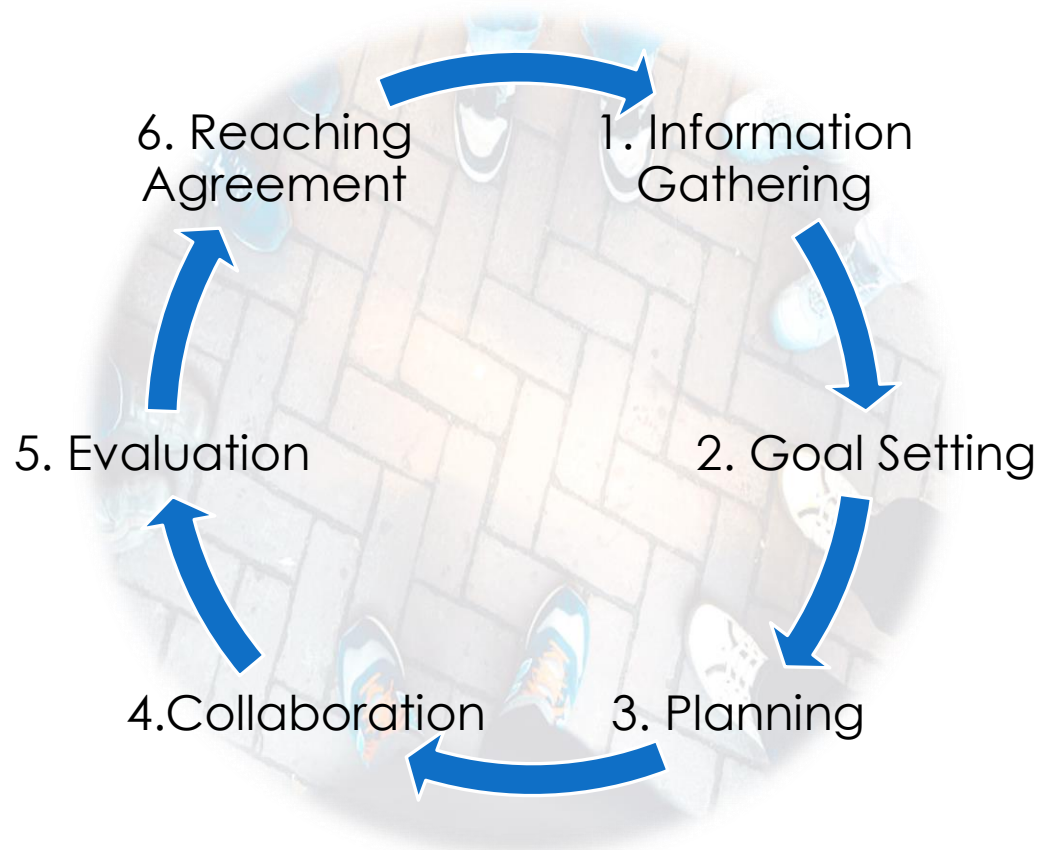 1. Information
Gathering
2. Goal Setting
3. Planning
4.Collaboration
5. Evaluation
6. Reaching
Agreement